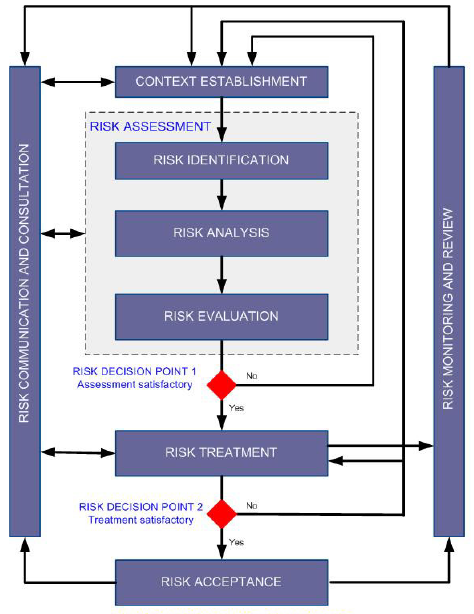 CONTEXT ESTABLISHMENT
RISK ASSESSMENT
RISK IDENTIFICATION
RISK ANALYSIS
RISK EVALUATION
RISK DECISION POINT 1
Assessment satisfactory
No
Yes
RISK TREATMENT
RISK DECISION POINT 2
Treatment satisfactory
No
Yes
RISK ACCEPTANCE
RISK COMMUNICATION AND CONSULTATION
RISK MONITORING AND REVIEW